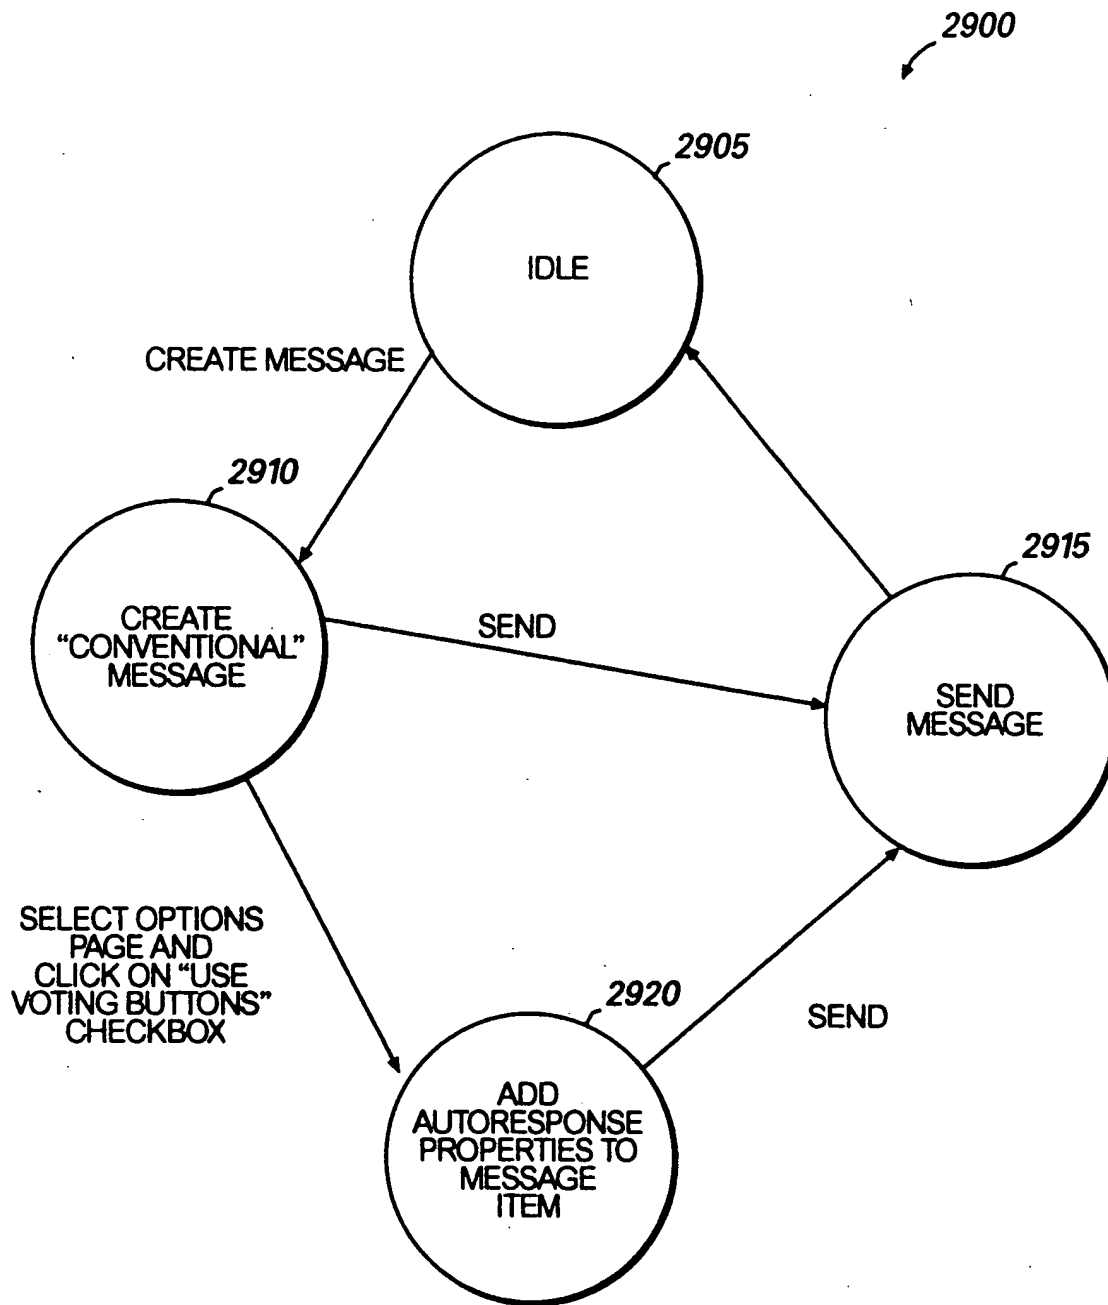 2900
2905
IDLE
CREATE MESSAGE
2910
2915
CREATE
“CONVENTIONAL”
MESSAGE
SEND
SEND
MESSAGE
SELECT OPTIONS
PAGE AND
CLICK ON “USE
VOTING BUTTONS”
CHECKBOX
2920
SEND
ADD
AUTORESPONSE
PROPERTIES TO
MESSAGE
ITEM